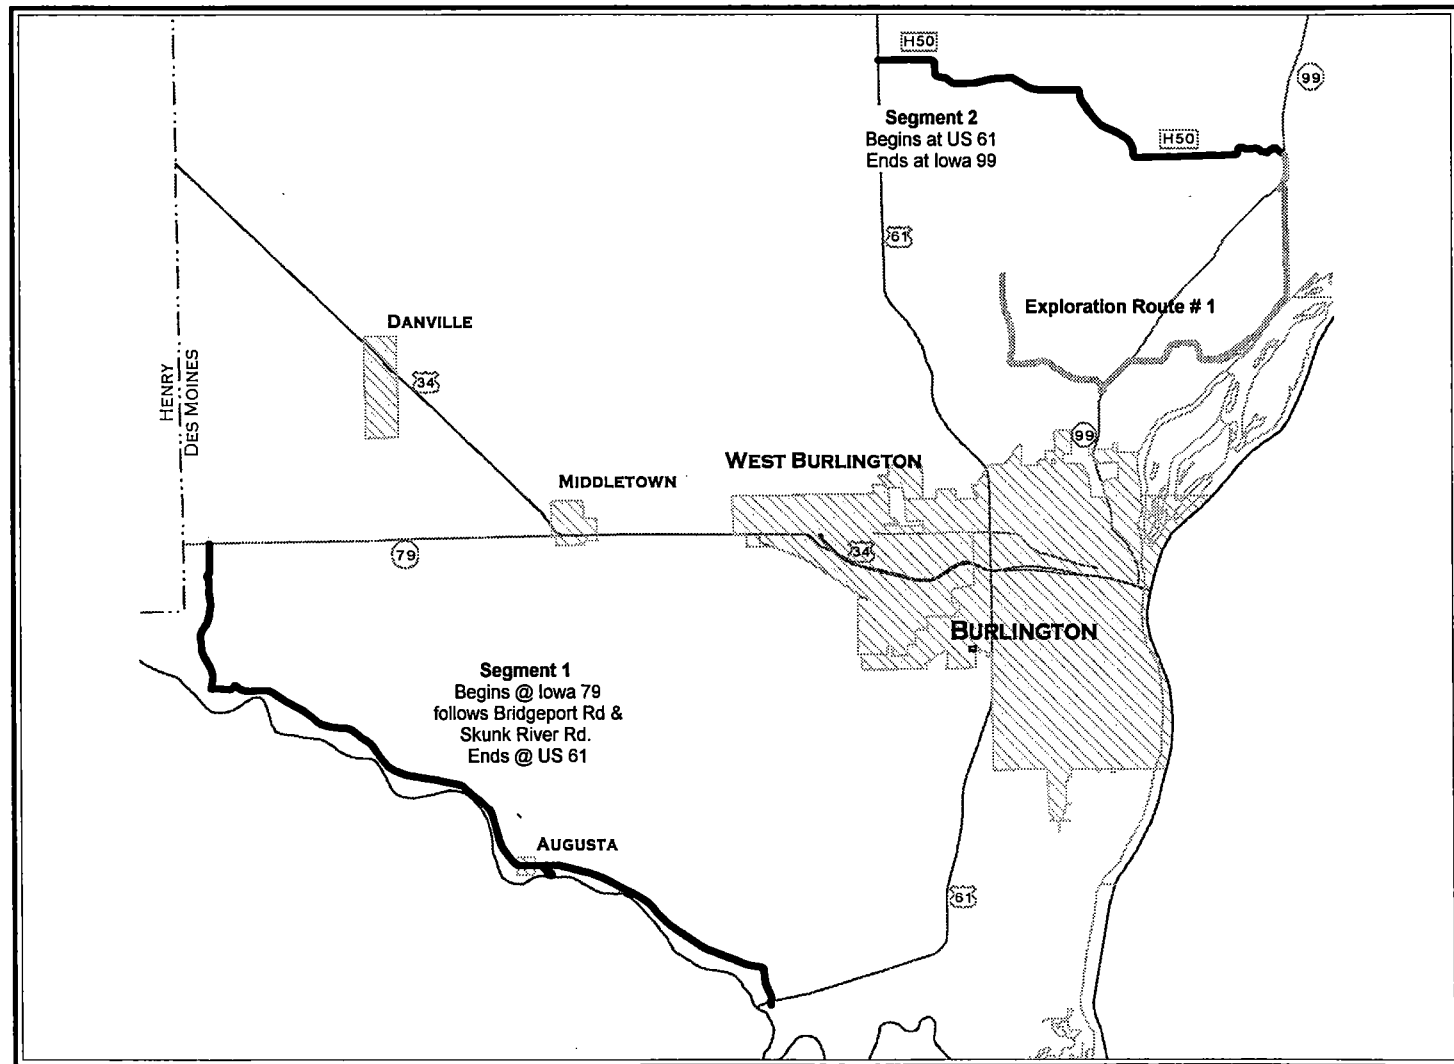 H50
99
Segment 2
Begins at US 61
Ends at Iowa 99
H50
61
Exploration Route # 1
DANVILLE
34
HENRY
DES MOINES
99
WEST BURLINGTON
MIDDLETOWN
79
34
BURLINGTON
Segment 1
Begins @ Iowa 79
follows Bridgeport Rd &
Skunk River Rd.
Ends @ US 61
AUGUSTA
61